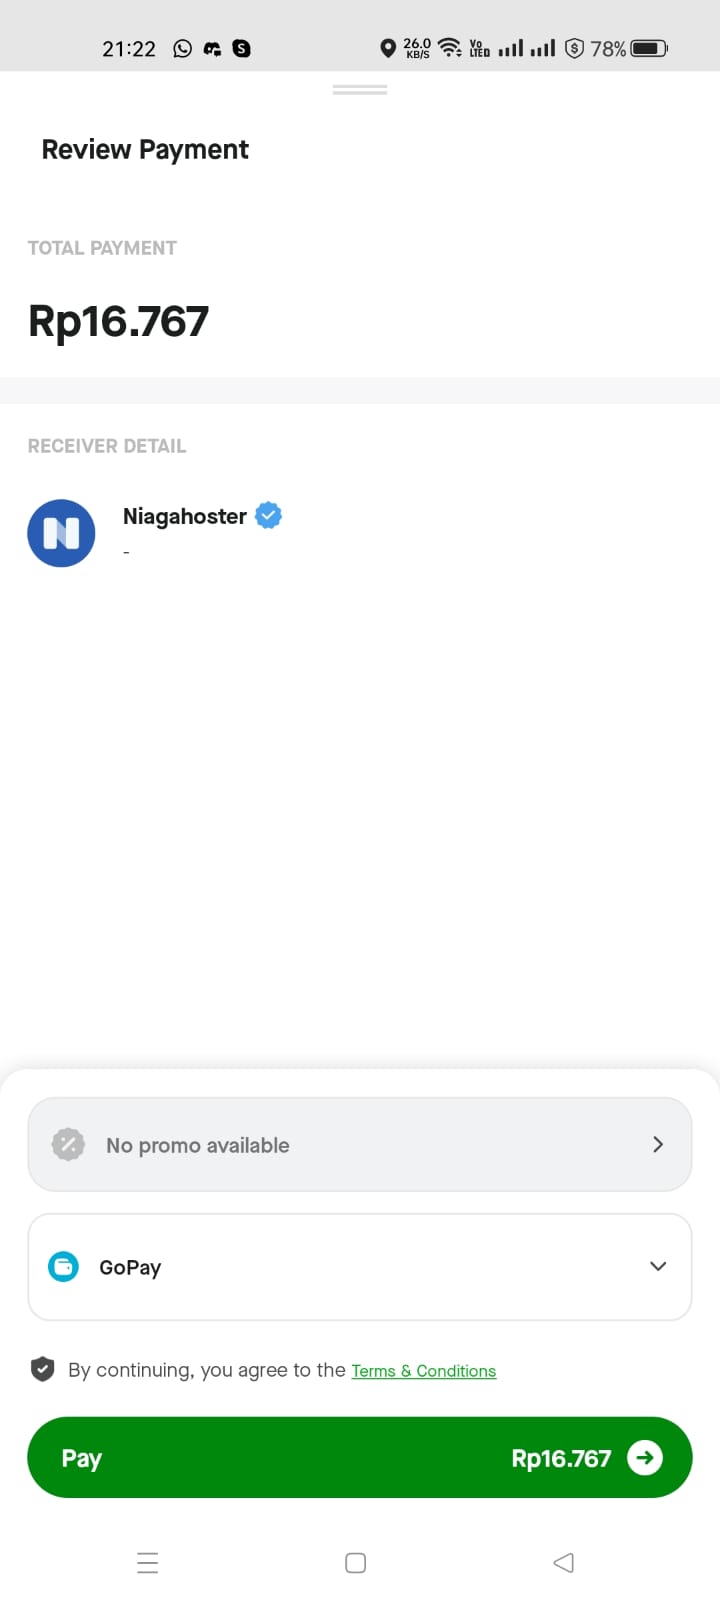 21:22 26.0 KB/S Vo LTED 78%
Review Payment
TOTAL PAYMENT
Rp16.767
RECEIVER DETAIL
N Niagahoster
-
No promo available
GoPay
By continuing, you agree to the Terms & Conditions
Pay Rp16.767